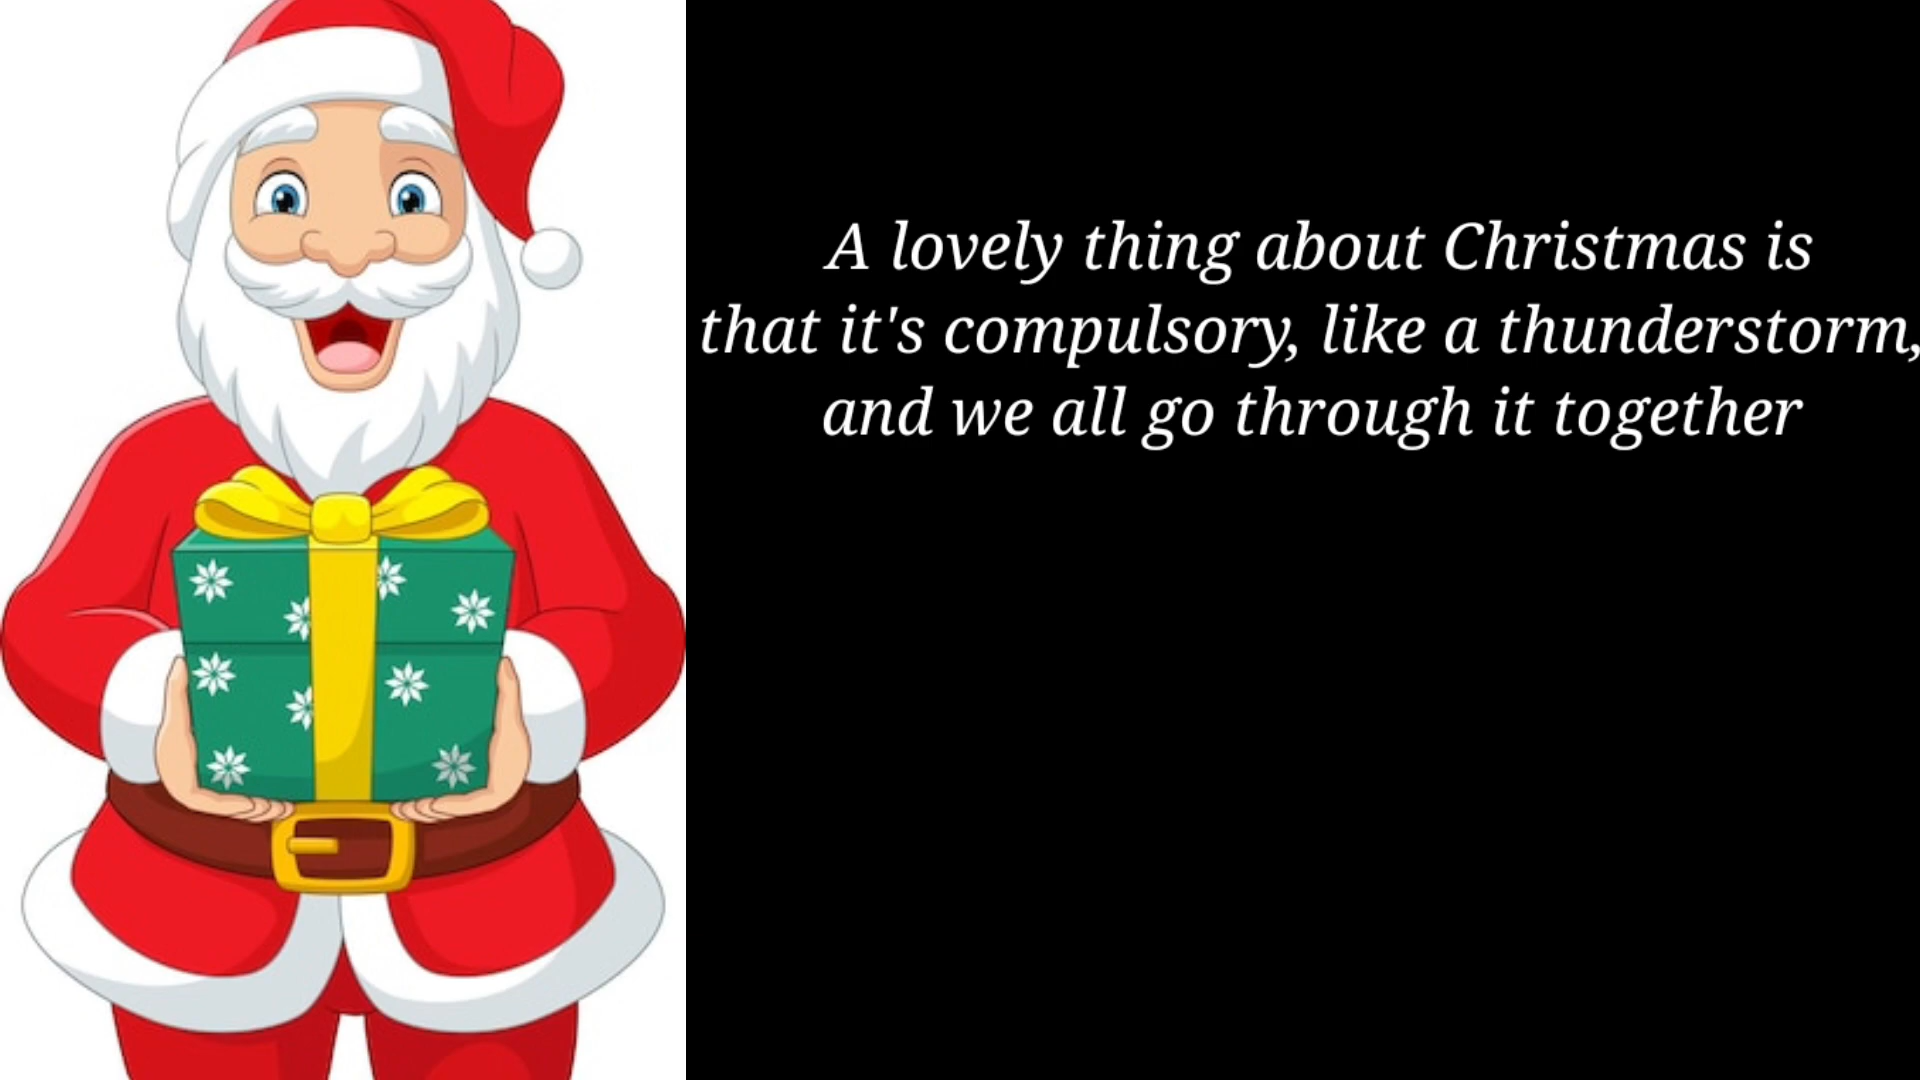 A lovely thing about Christmas is
that it's compulsory, like a thunderstorm,
and we all go through it together